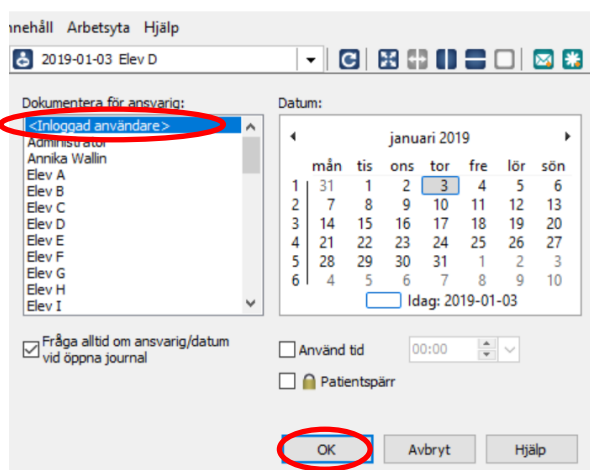 nnehåll Arbetsyta Hjälp
2019-01-03 Elev D
Dokumentera för ansvarig:
<Inloggad användare>
Administrator
Annika Wallin
Elev A
Elev B
Elev C
Elev D
Elev E
Elev F
Elev G
Elev H
Elev I
Fråga alltid om ansvarig/datum
vid öppna journal
Datum:
januari 2019
mån tis ons tor fre lör sön
1 31 1 2 3 4 5 6
2 7 8 9 10 11 12 13
3 14 15 16 17 18 19 20
4 21 22 23 24 25 26 27
5 28 29 30 31 1 2 3
6 4 5 6 7 8 9 10
Idag: 2019-01-03
Använd tid 00:00
Patientspärr
OK Avbryt Hjälp